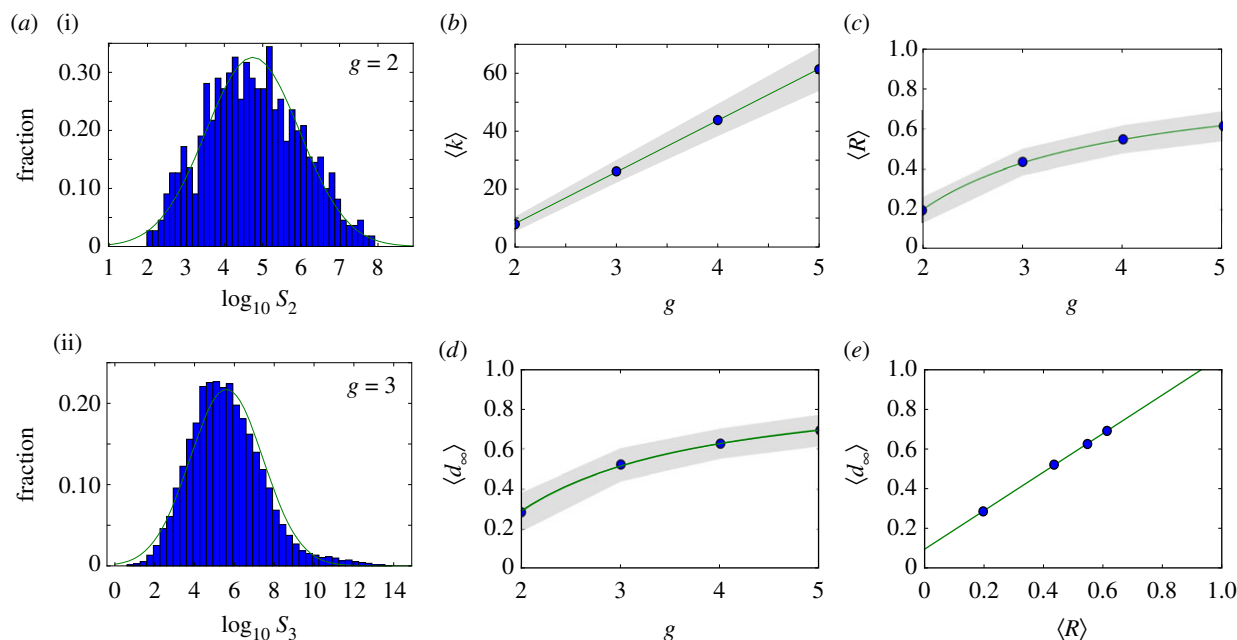 (a) (i)
g = 2
0.30
0.20
0.10
0
fraction
1 2 3 4 5 6 7 8
log10 S2
(b)
60
40
20
0
⟨k⟩
2 3 4 5
g
(c)
1.0
0.8
0.6
0.4
0.2
0
⟨R⟩
2 3 4 5
g
(ii)
g = 3
0.20
0.10
0
fraction
0 2 4 6 8 10 12 14
log10 S3
(d)
1.0
0.8
0.6
0.4
0.2
0
⟨d∞⟩
2 3 4 5
g
(e)
1.0
0.8
0.6
0.4
0.2
0
⟨d∞⟩
0 0.2 0.4 0.6 0.8 1.0
⟨R⟩